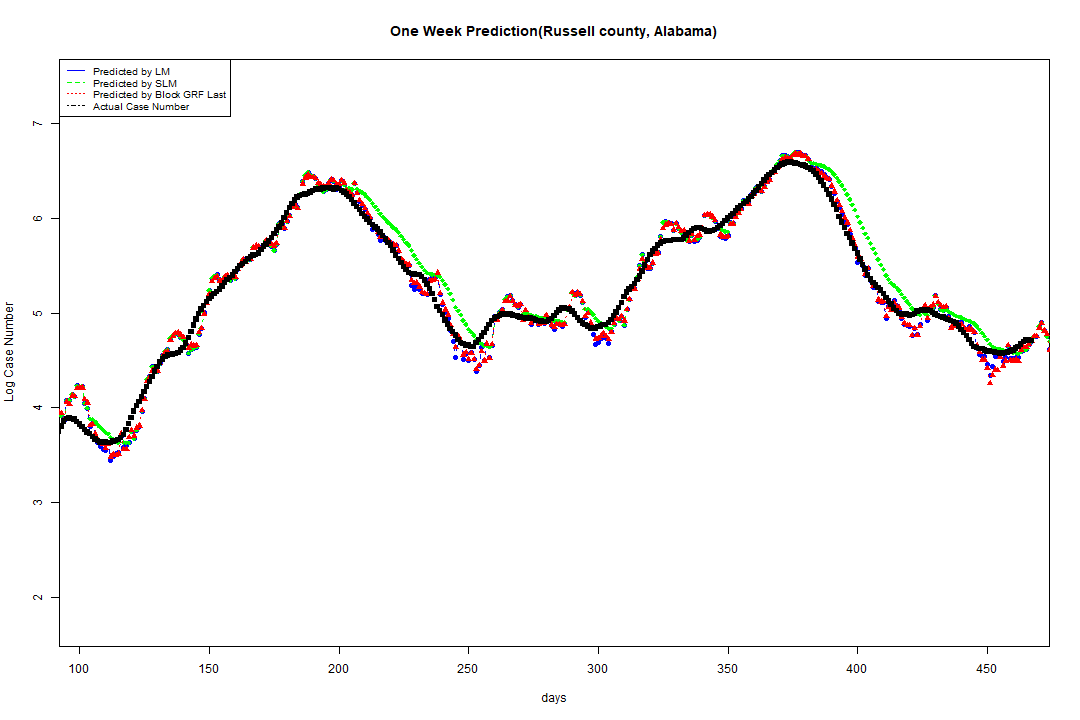 One Week Prediction(Russell county, Alabama)
Predicted by LM
Predicted by SLM
Predicted by Block GRF Last
Actual Case Number
7
6
5
4
3
2
Log Case Number
100 150 200 250 300 350 400 450
days